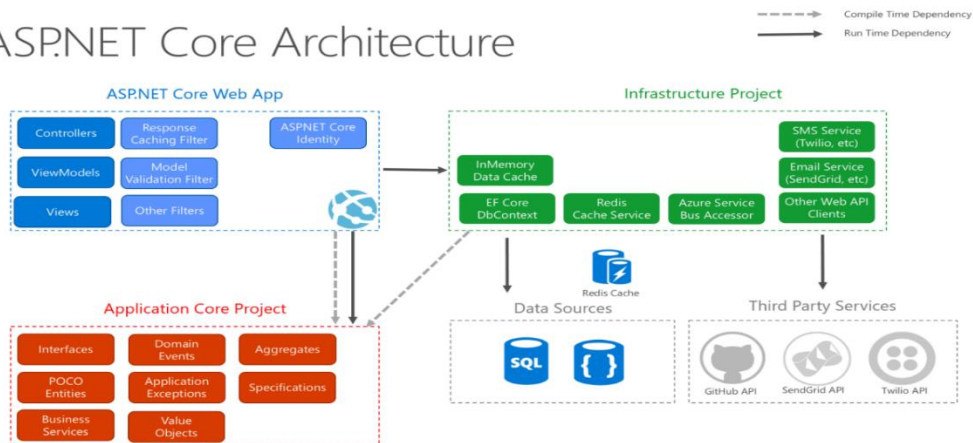 Compile Time Dependency
Run Time Dependency
ASP.NET Core Architecture
ASP.NET Core Web App
Controllers
Response
Caching Filter
ASP.NET Core
Identity
ViewModels
Model
Validation Filter
Views
Other Filters
Infrastructure Project
SMS Service
(Twilio, etc)
InMemory
Data Cache
Email Service
(SendGrid, etc)
EF Core
DbContext
Redis
Cache Service
Azure Service
Bus Accessor
Other Web API
Clients
Redis Cache
Application Core Project
Interfaces
Domain
Events
Aggregates
POCO
Entities
Application
Exceptions
Specifications
Business
Services
Value
Objects
Data Sources
SQL
{ }
Third Party Services
GitHub API
SendGrid API
Twilio API